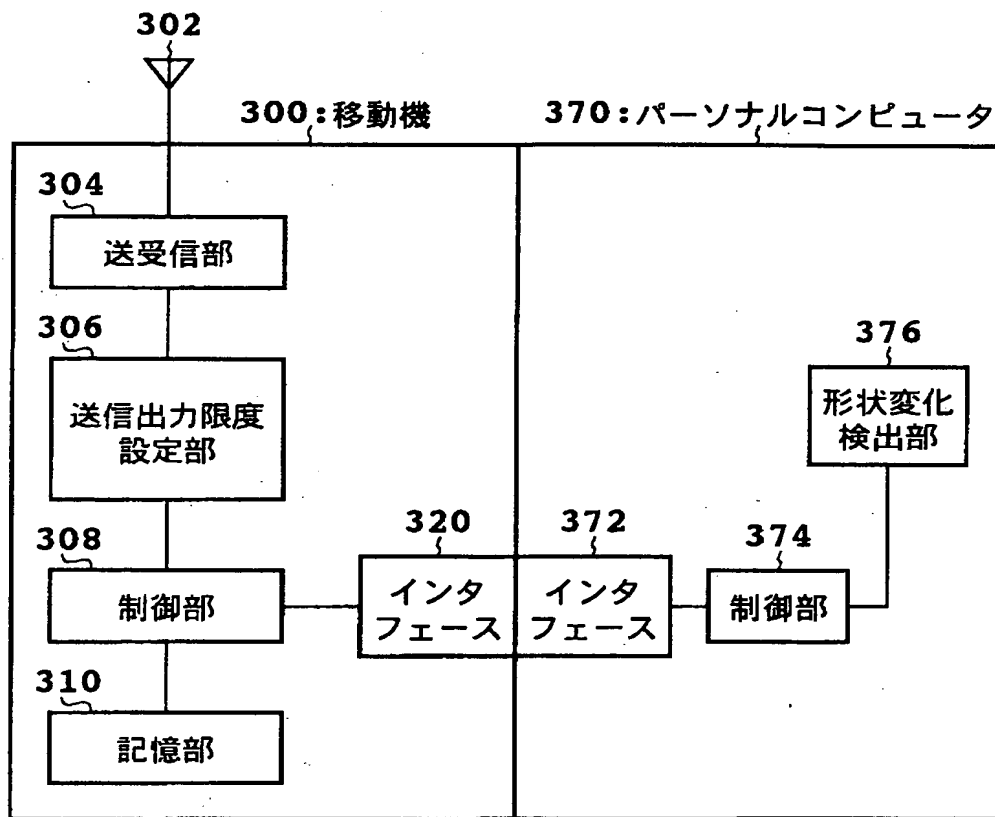 302
300:移動機
370:パーソナルコンピュータ
304
送受信部
306
送信出力限度
設定部
376
形状変化
検出部
308
制御部
320
インタ
フェース
372
インタ
フェース
374
制御部
310
記憶部